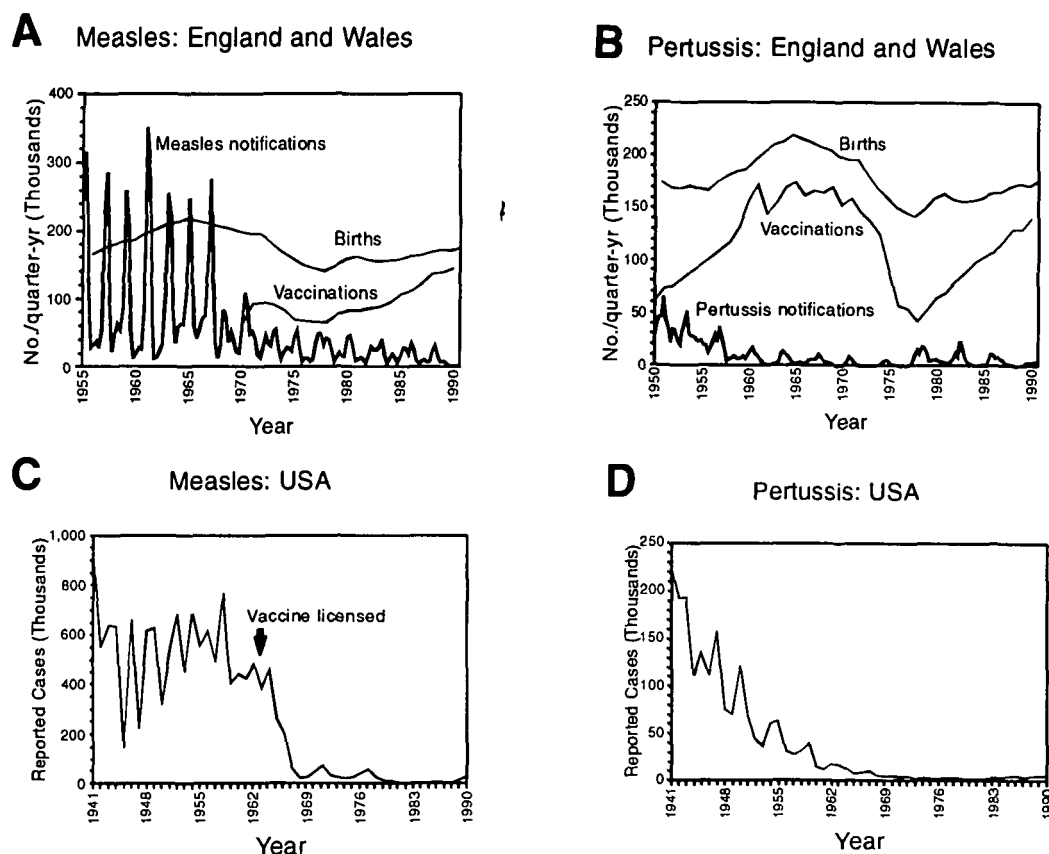 A Measles: England and Wales
No./quarter-yr (Thousands)
400
300
200
100
0
Measles notifications
Births
Vaccinations
1955
1960
1965
1970
1975
1980
1985
1990
Year
B Pertussis: England and Wales
No./quarter-yr (Thousands)
250
200
150
100
50
0
Births
Vaccinations
Pertussis notifications
1950
1955
1960
1965
1970
1975
1980
1985
1990
Year
C Measles: USA
Reported Cases (Thousands)
1,000
800
600
400
200
0
Vaccine licensed
1941
1948
1955
1962
1969
1976
1983
1990
Year
D Pertussis: USA
Reported Cases (Thousands)
250
200
150
100
50
0
1941
1948
1955
1962
1969
1976
1983
1990
Year